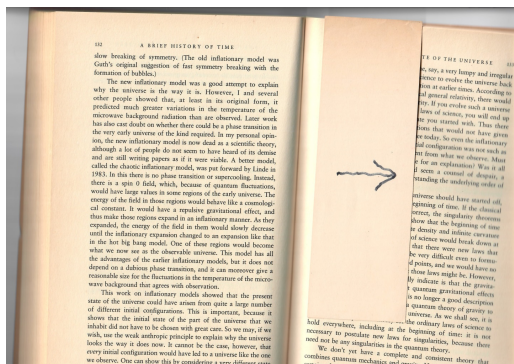 132 A BRIEF HISTORY OF TIME
slow breaking of symmetry. (The old inflationary model was
Guth's original suggestion of fast symmetry breaking with the
formation of bubbles.)
The new inflationary model was a good attempt to explain
why the universe is the way it is. However, I and several
other people showed that, at least in its original form, it
predicted much greater variations in the temperature of the
microwave background radiation than are observed. Later work
has also cast doubt on whether there could be a phase transition in
the very early universe of the kind required. In my personal opin-
ion, the new inflationary model is now dead as a scientific theory,
although a lot of people do not seem to have heard of its demise
and are still writing papers as if it were viable. A better model,
called the chaotic inflationary model, was put forward by Linde in
1983. In this there is no phase transition or supercooling. Instead,
there is a spin 0 field, which, because of quantum fluctuations,
would have large values in some regions of the early universe. The
energy of the field in those regions would behave like a cosmologi-
cal constant. It would have a repulsive gravitational effect, and
thus make those regions expand in an inflationary manner. As they
expanded, the energy of the field in them would slowly decrease
until the inflationary expansion changed to an expansion like that
in the hot big bang model. One of these regions would become
what we now see as the observable universe. This model has all
the advantages of the earlier inflationary models, but it does not
depend on a dubious phase transition, and it can moreover give a
reasonable size for the fluctuations in the temperature of the micro-
wave background that agrees with observation.
This work on inflationary models showed that the present
state of the universe could have arisen from quite a large number
of different initial configurations. This is important, because it
shows that the initial state of the part of the universe that we
inhabit did not have to be chosen with great care. So we may, if we
wish, use the weak anthropic principle to explain why the universe
looks the way it does now. It cannot be the case, however, that
every initial configuration would have led to a universe like the one
we observe. One can show this by considering a very different state
OF THE UNIVERSE
say, a very lumpy and irregular
science to evolve the universe back
at earlier times. According to
general relativity, there would
If you evolve such a universe
laws of science, you will end up
you started with. Thus there
that would not have given
today. So even the inflationary
configuration was not such as
from what we observe. Must
for an explanation? Was it all
seem a counsel of despair, a
the underlying order of
universe should have started off,
beginning of time. If the classical
correct, the singularity theorems
show that the beginning of time
density and infinite curvature
of science would break down at
that there were new laws that
be very difficult even to formu-
points, and we would have no
those laws might be. However,
indicate is that the gravita-
quantum gravitational effects
is no longer a good description
quantum theory of gravity to
universe. As we shall see, it is
the ordinary laws of science to
hold everywhere, including at the beginning of time: it is not
necessary to postulate new laws for singularities, because there
need not be any singularities in the quantum theory.
We don't yet have a complete and consistent theory that
combines quantum mechanics and